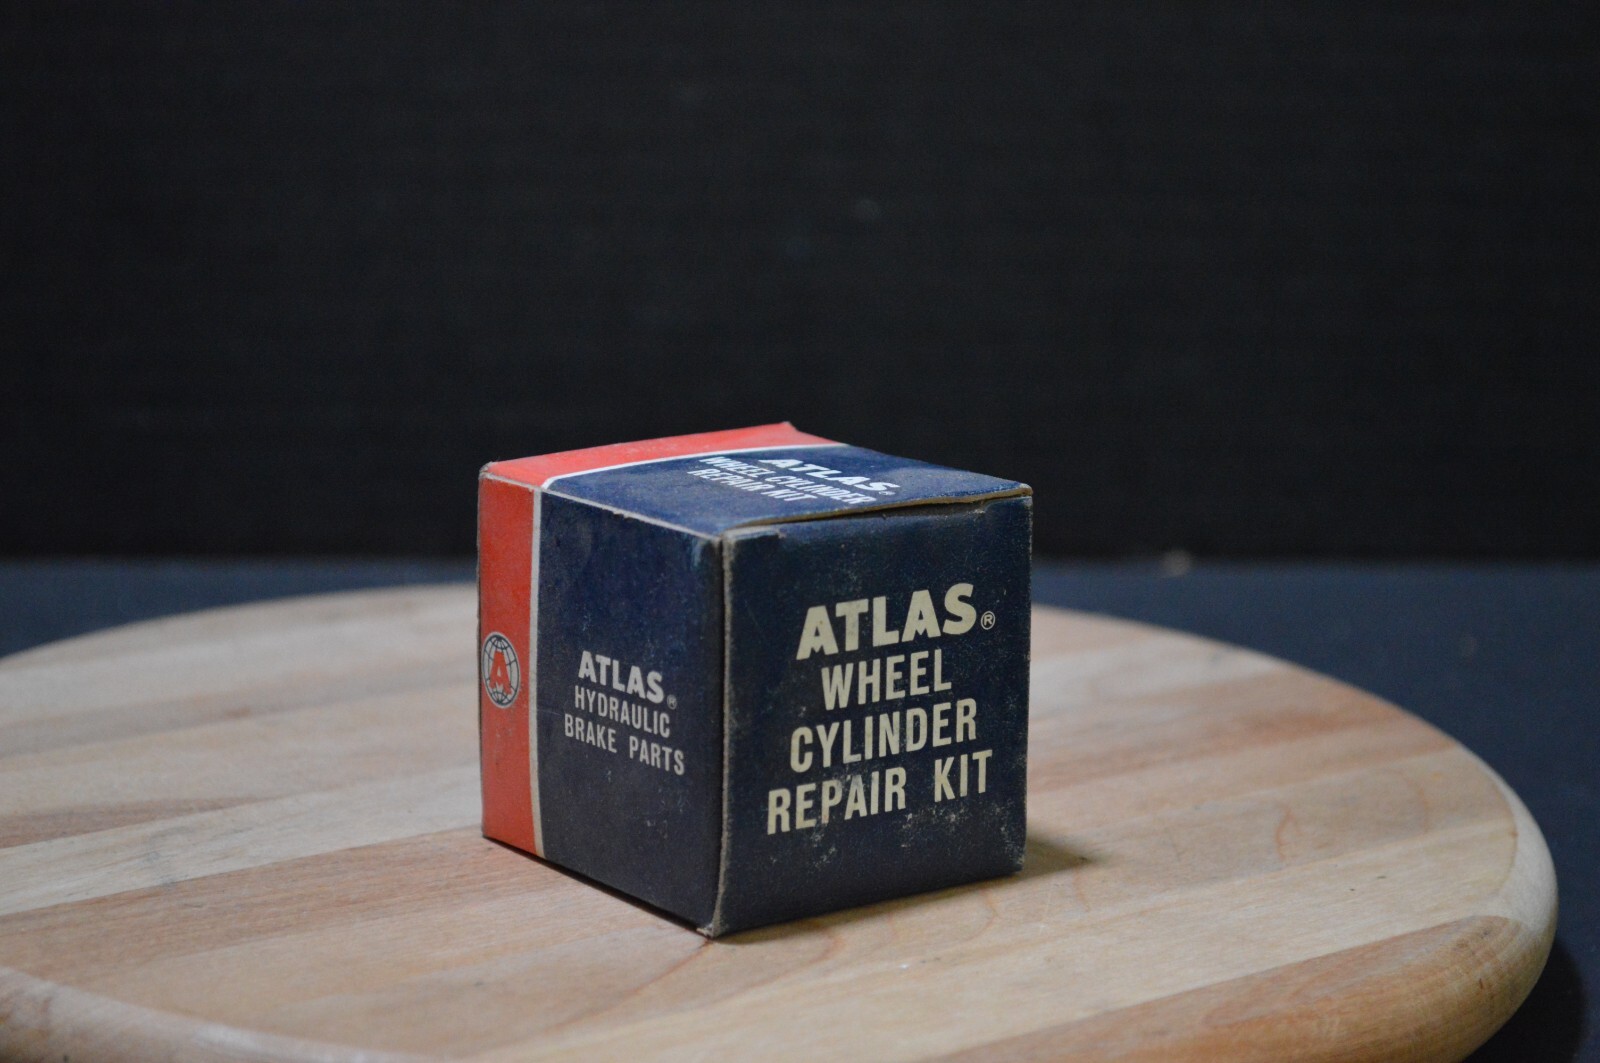 ATLAS®
WHEEL CYLINDER
REPAIR KIT
A
ATLAS®
HYDRAULIC
BRAKE PARTS
ATLAS®
WHEEL
CYLINDER
REPAIR KIT